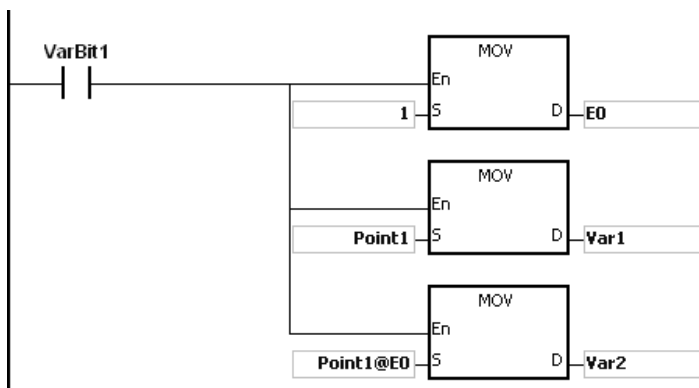 VarBit1
MOV
En
1 S D E0
MOV
En
Point1 S D Var1
MOV
En
Point1@E0 S D Var2